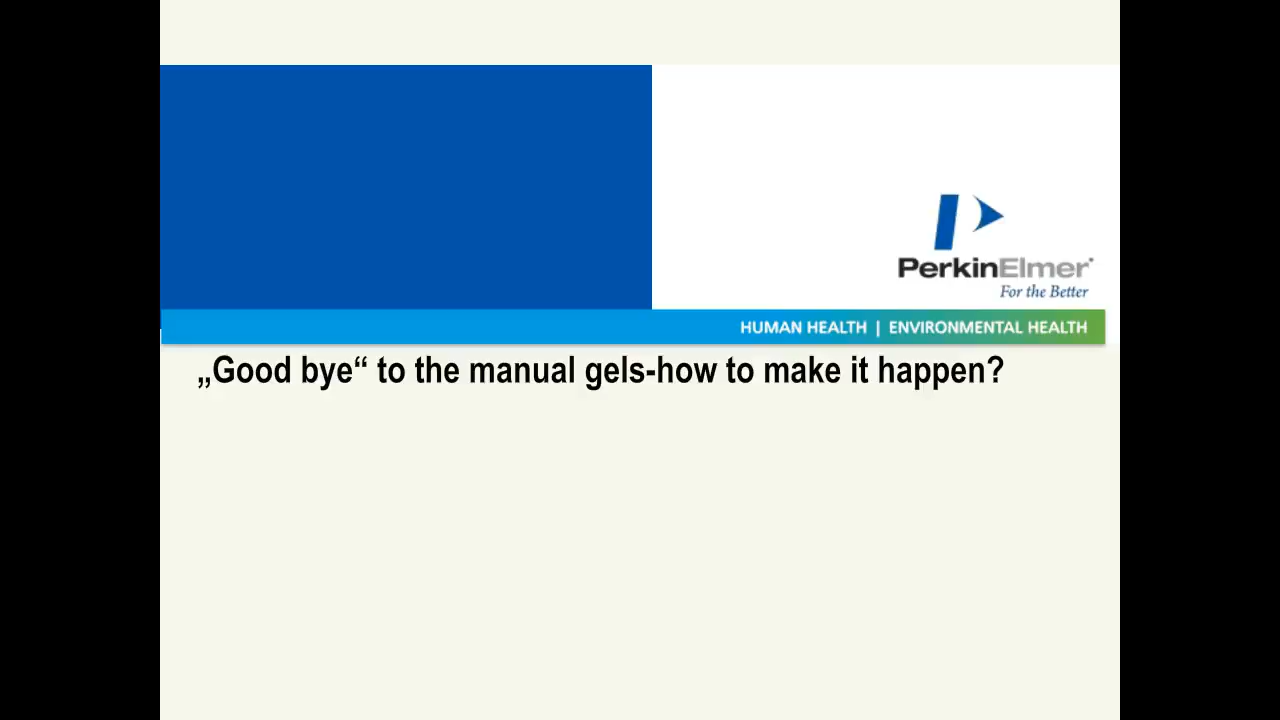 PerkinElmer®
For the Better
HUMAN HEALTH | ENVIRONMENTAL HEALTH
„Good bye“ to the manual gels-how to make it happen?